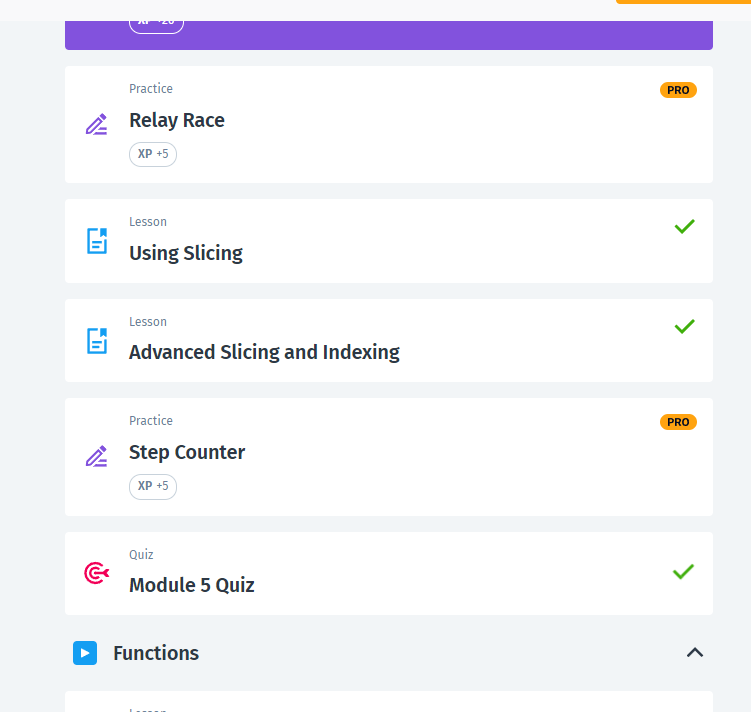 XP +20
Practice
PRO
Relay Race
XP +5
Lesson
Using Slicing
Lesson
Advanced Slicing and Indexing
Practice
PRO
Step Counter
XP +5
Quiz
Module 5 Quiz
Functions
Lesson